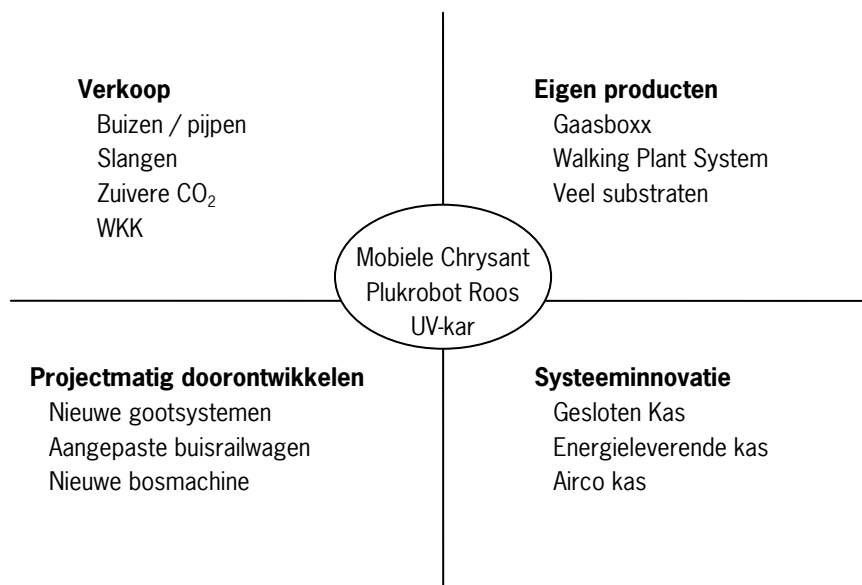 Verkoop
Buizen / pijpen
Slangen
Zuivere CO₂
WKK
Eigen producten
Gaasboxx
Walking Plant System
Veel substraten
Mobiele Chrysant
Plukrobot Roos
UV-kar
Projectmatig doorontwikkelen
Nieuwe gootsystemen
Aangepaste buisrailwagen
Nieuwe bosmachine
Systeeminnovatie
Gesloten Kas
Energieleverende kas
Airco kas